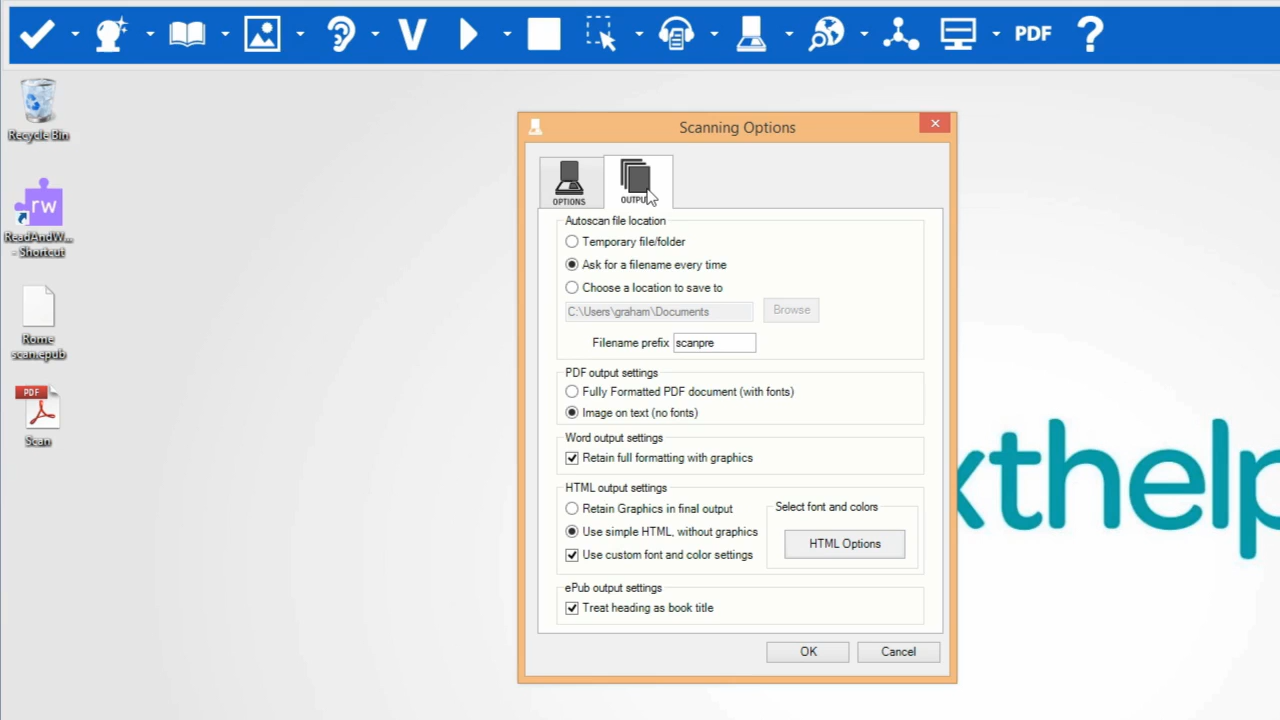 V
PDF
?
Recycle Bin
rw
ReadAndW...
- Shortcut
Rome
scan.epub
PDF
Scan
Scanning Options
OPTIONS
OUTPU
Autoscan file location
Temporary file/folder
Ask for a filename every time
Choose a location to save to
C:\Users\graham\Documents
Browse
Filename prefix scanpre
PDF output settings
Fully Formatted PDF document (with fonts)
Image on text (no fonts)
Word output settings
Retain full formatting with graphics
HTML output settings
Retain Graphics in final output
Use simple HTML, without graphics
Use custom font and color settings
Select font and colors
HTML Options
ePub output settings
Treat heading as book title
OK
Cancel
xthelp